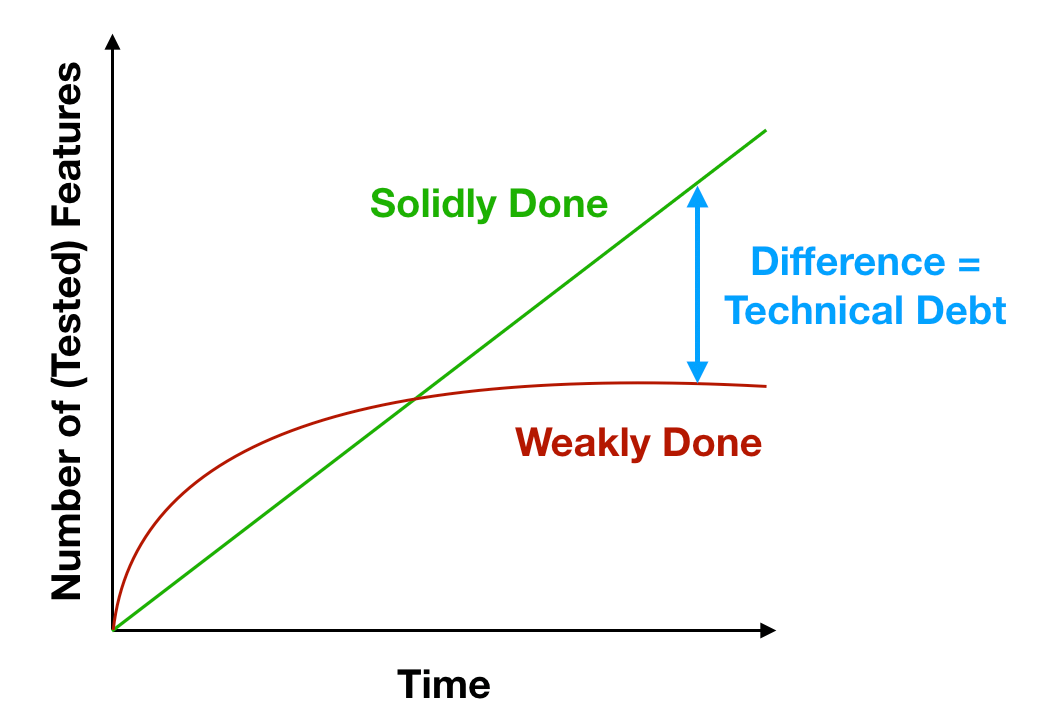 Number of (Tested) Features
Solidly Done
Difference =
Technical Debt
Weakly Done
Time